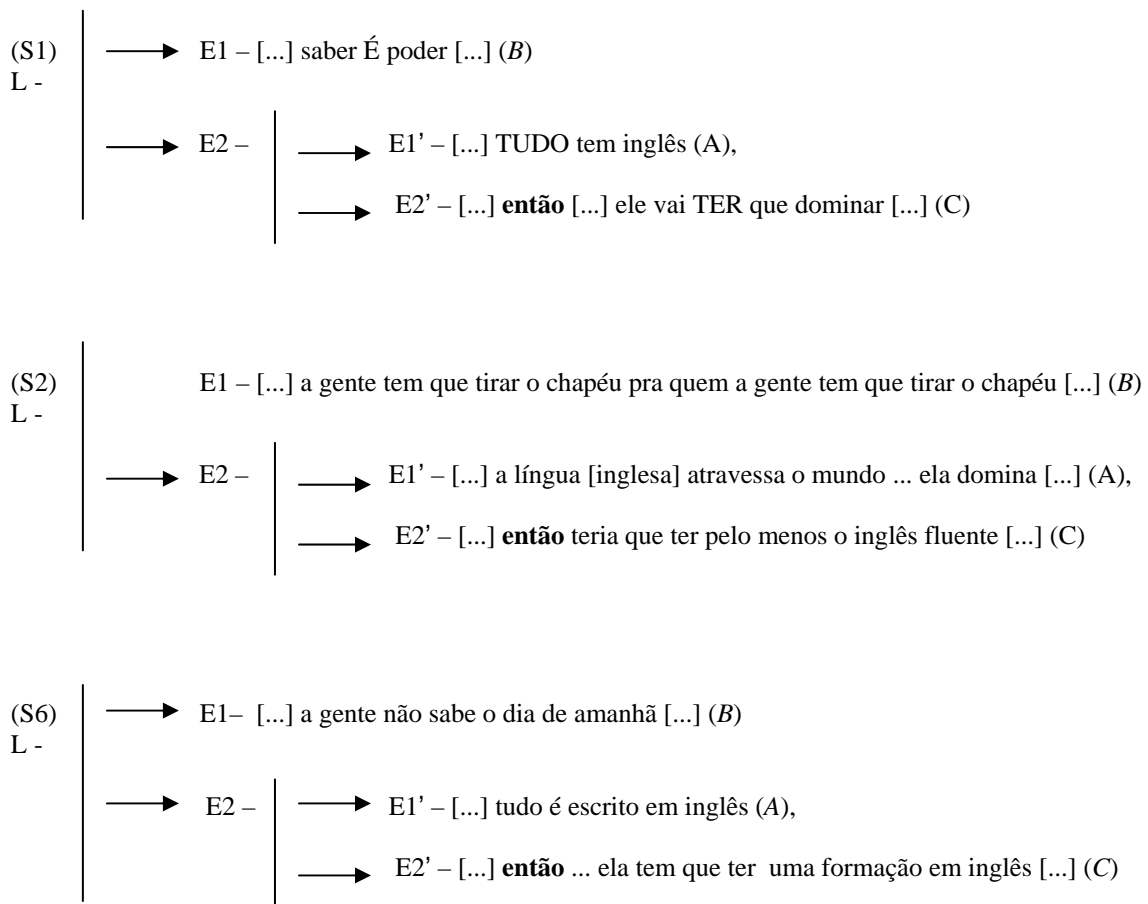 (S1)
L -
E1 – [...] saber É poder [...] (B)
E2 –
E1’ – [...] TUDO tem inglês (A),
E2’ – [...] então [...] ele vai TER que dominar [...] (C)
(S2)
L -
E1 – [...] a gente tem que tirar o chapéu pra quem a gente tem que tirar o chapéu [...] (B)
E2 –
E1’ – [...] a língua [inglesa] atravessa o mundo ... ela domina [...] (A),
E2’ – [...] então teria que ter pelo menos o inglês fluente [...] (C)
(S6)
L -
E1– [...] a gente não sabe o dia de amanhã [...] (B)
E2 –
E1’ – [...] tudo é escrito em inglês (A),
E2’ – [...] então ... ela tem que ter uma formação em inglês [...] (C)